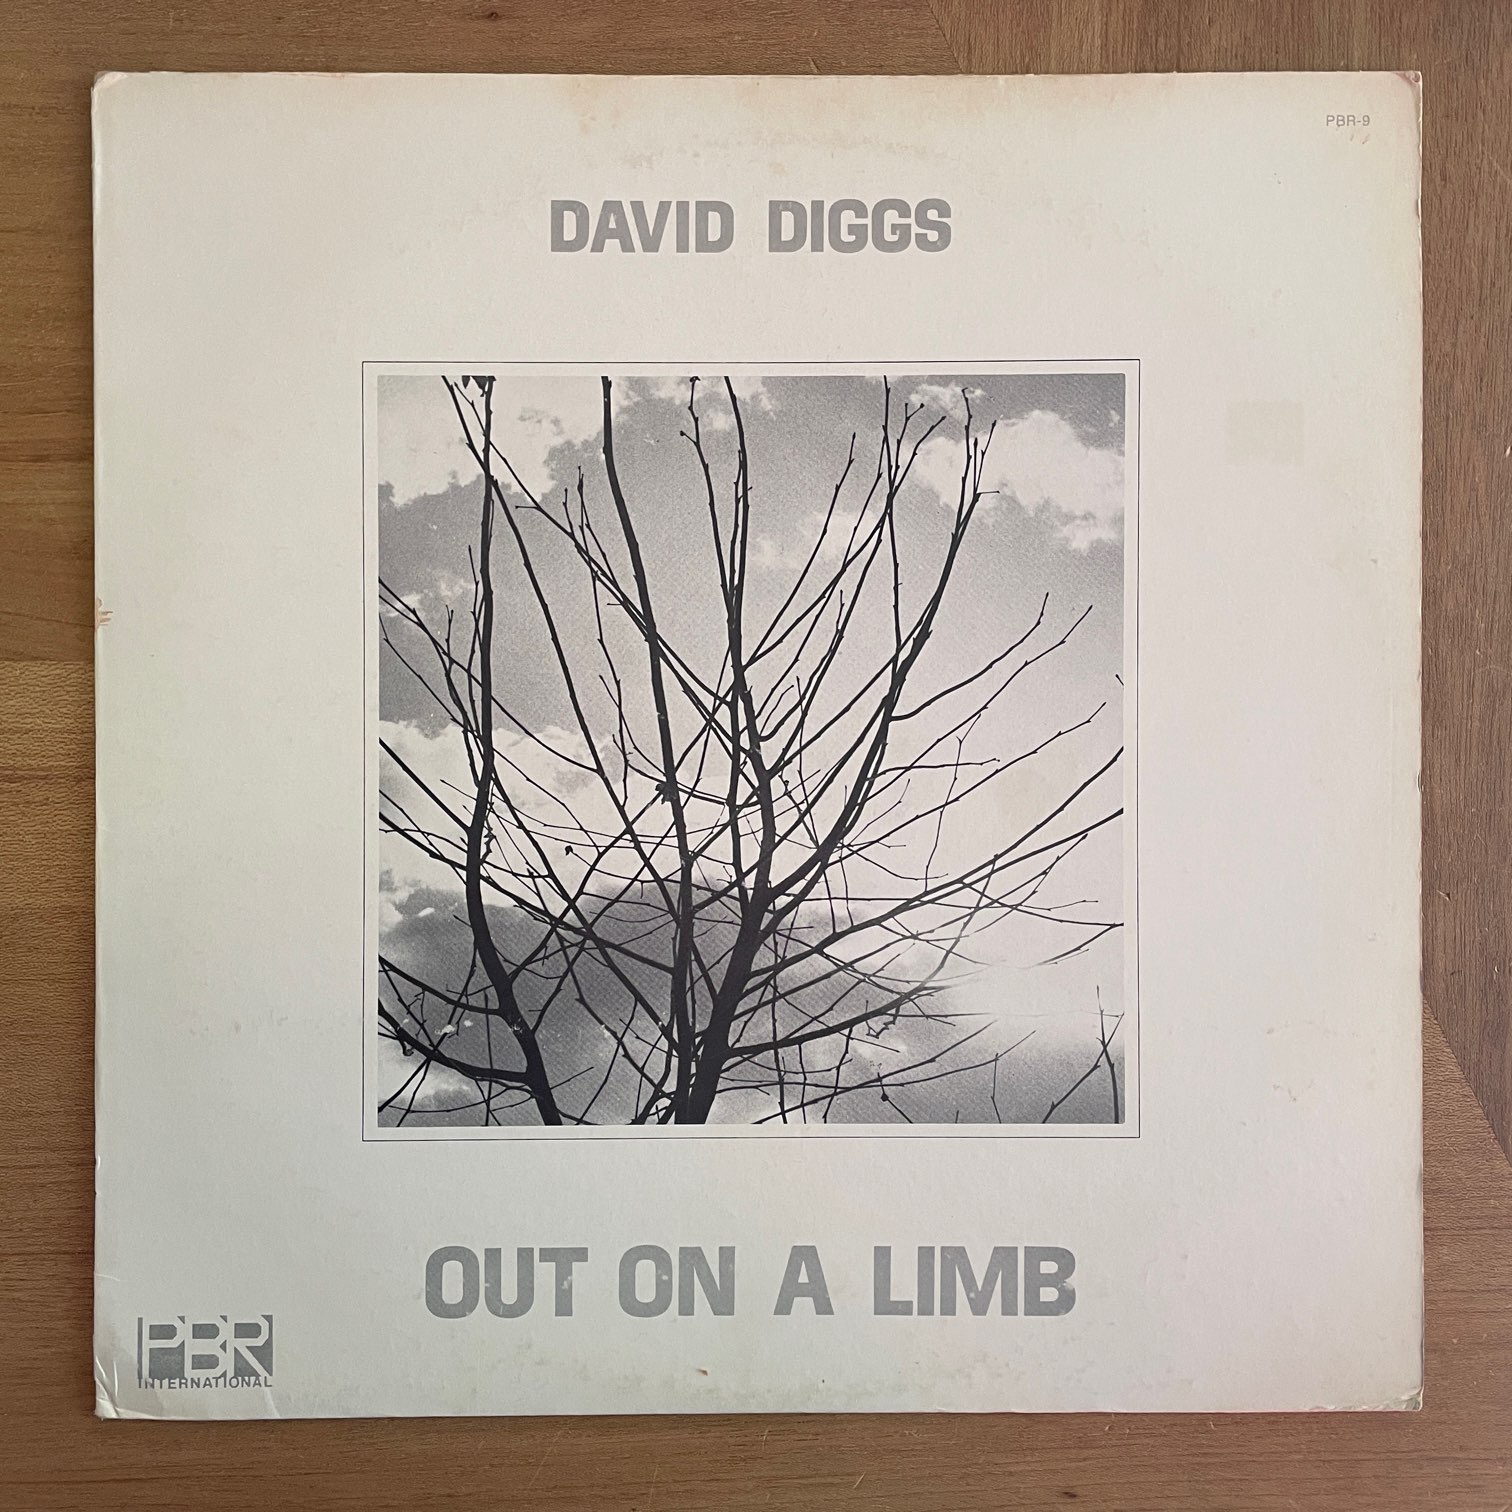 PBR-9
DAVID DIGGS
OUT ON A LIMB
PBR
INTERNATIONAL